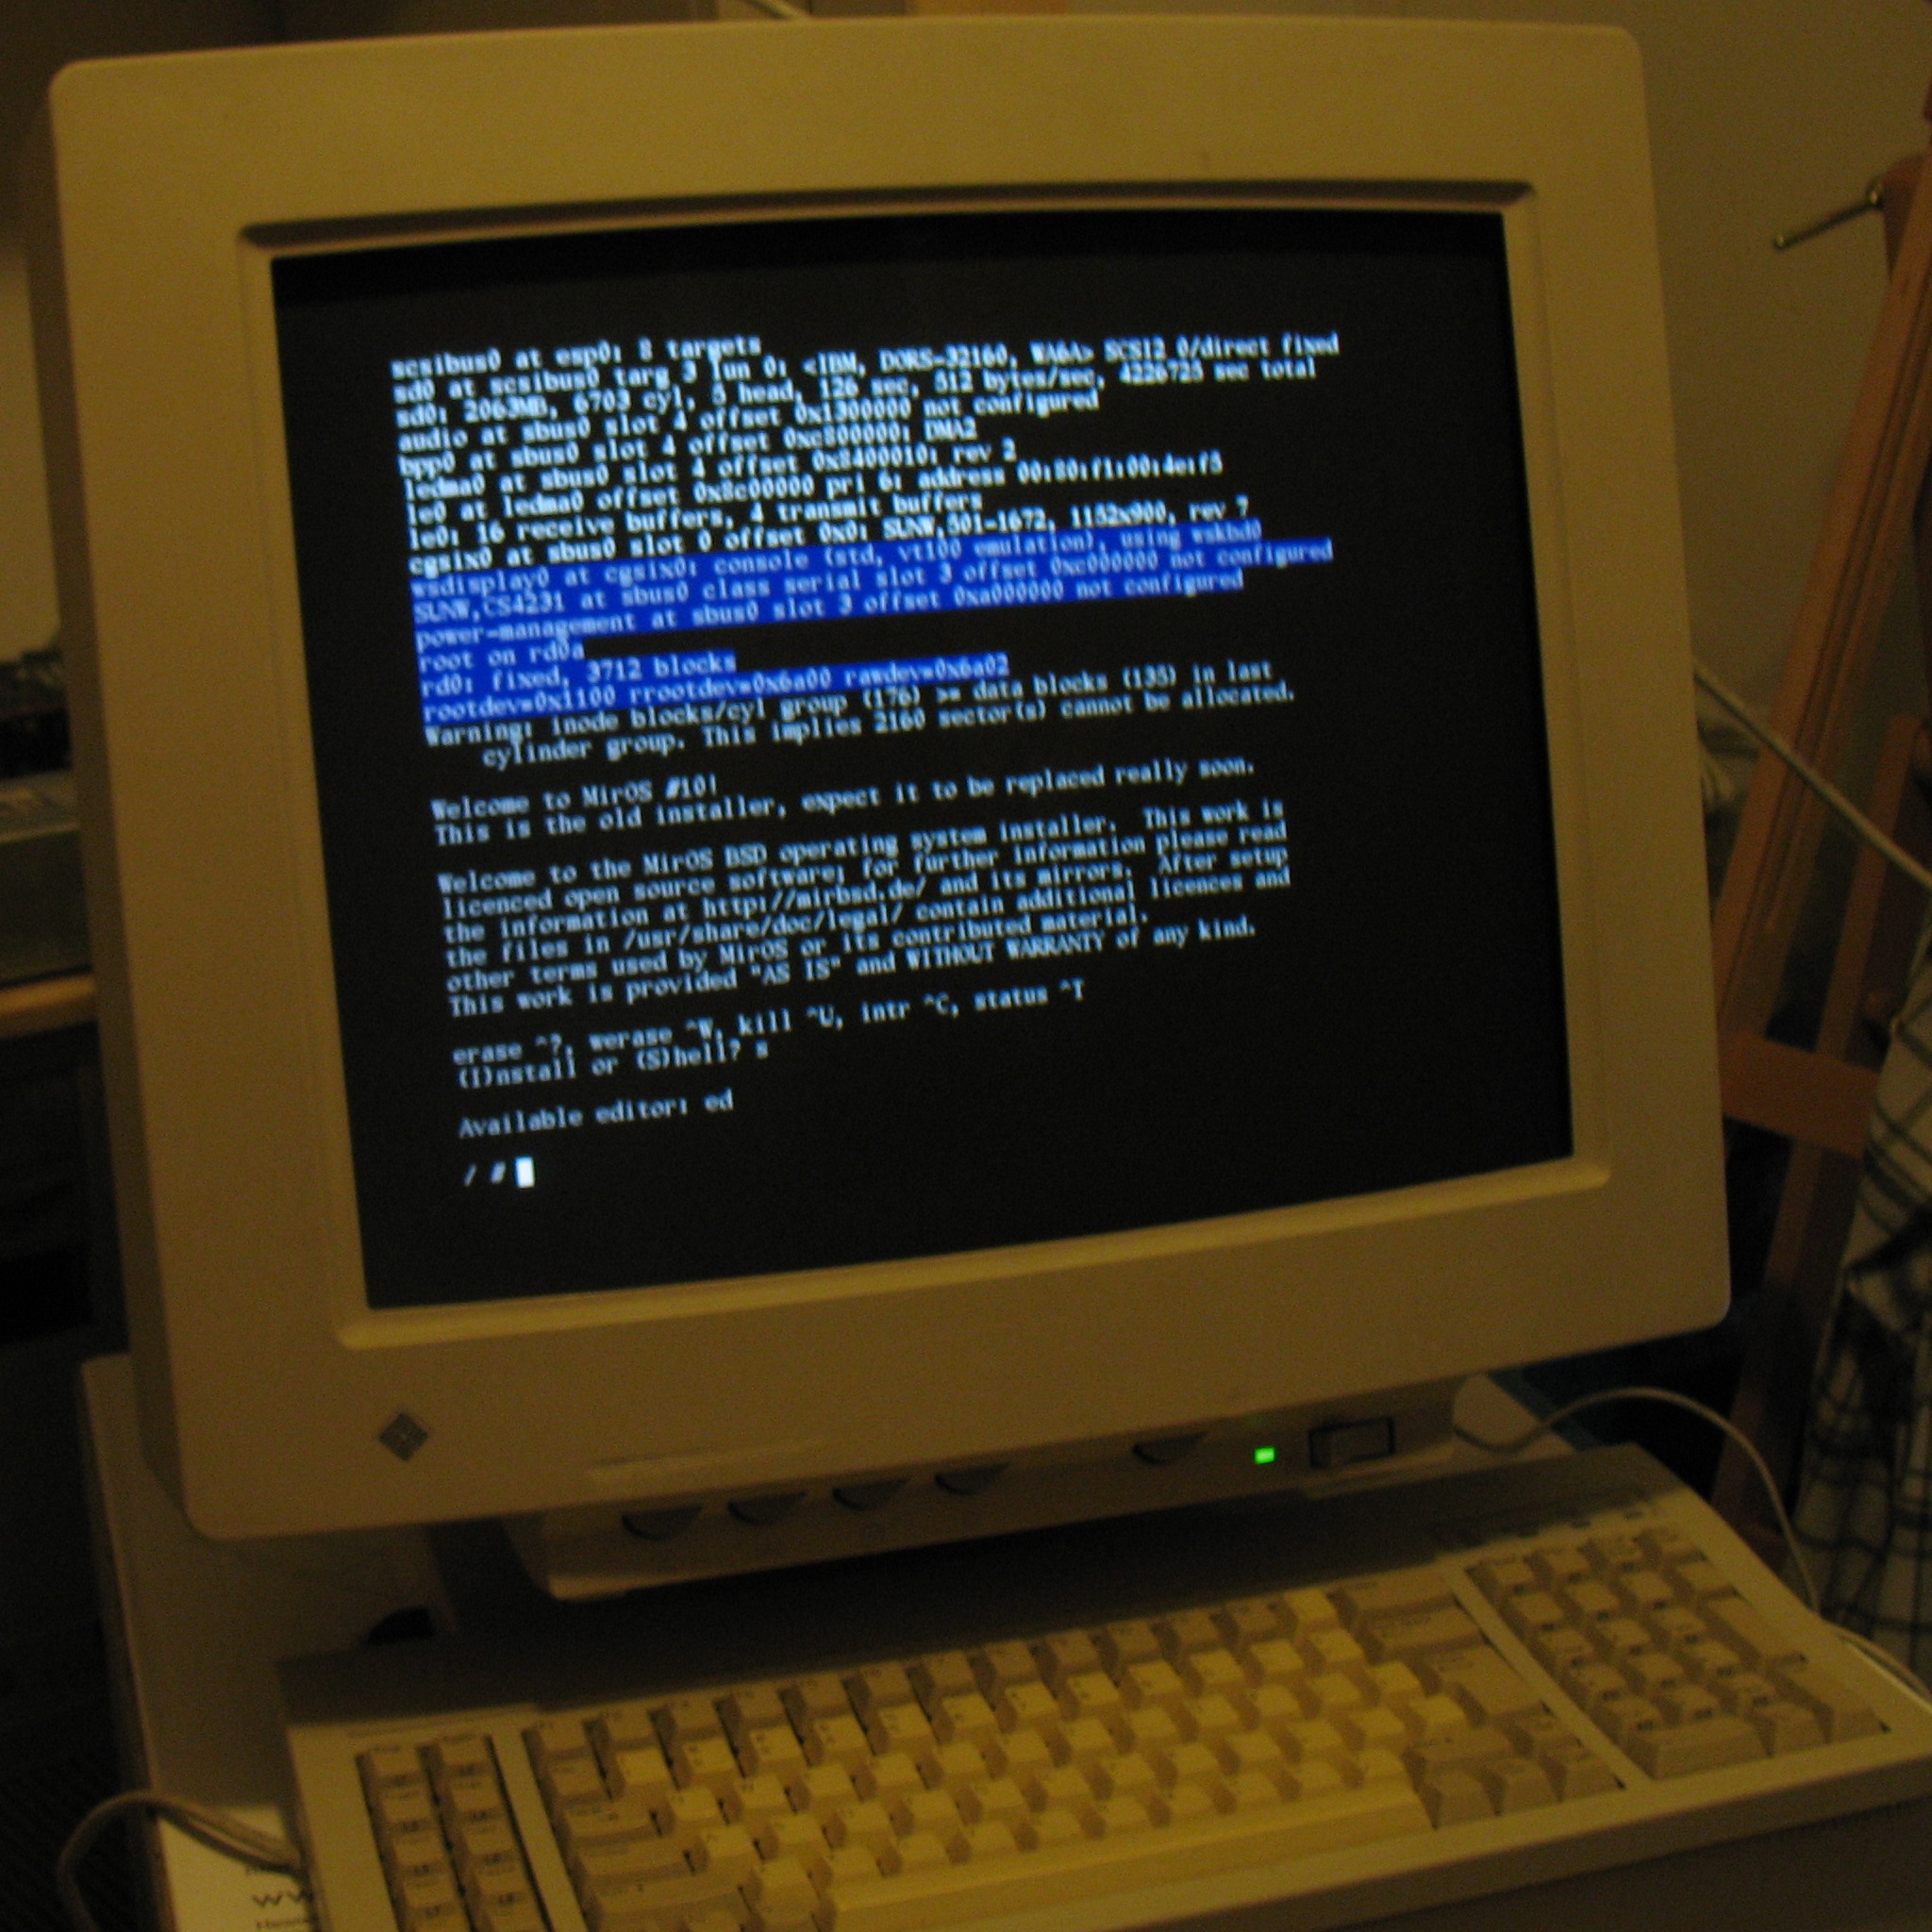 scsibus0 at esp0: 8 targets
sd0 at scsibus0 targ 3 lun 0: <IBM, DORS-32160, WA6A> SCSI2 0/direct fixed
sd0: 2063MB, 6703 cyl, 5 head, 126 sec, 512 bytes/sec, 4226725 sec total
audio at sbus0 slot 4 offset 0x1300000 not configured
bpp0 at sbus0 slot 4 offset 0xc800000: DMA2
ledma0 at sbus0 slot 4 offset 0x8400010: rev 2
le0 at ledma0 offset 0x8c00000 pri 6: address 00:80:f1:00:4e:f5
le0: 16 receive buffers, 4 transmit buffers
cgsix0 at sbus0 slot 0 offset 0x0: SUNW,501-1672, 1152x900, rev 7
wsdisplay0 at cgsix0: console (std, vt100 emulation), using wskbd0
SUNW,CS4231 at sbus0 class serial slot 3 offset 0xc000000 not configured
power-management at sbus0 slot 3 offset 0xa000000 not configured
root on rd0a
rd0: fixed, 3712 blocks
rootdev=0x1100 rrootdev=0x6a00 rawdev=0x6a02
Warning: inode blocks/cyl group (176) >= data blocks (135) in last
cylinder group. This implies 2160 sector(s) cannot be allocated.
Welcome to MirOS #10!
This is the old installer, expect it to be replaced really soon.
Welcome to the MirOS BSD operating system installer. This work is
licenced open source software; for further information please read
the information at http://mirbsd.de/ and its mirrors. After setup
the files in /usr/share/doc/legal/ contain additional licences and
other terms used by MirOS or its contributed material.
This work is provided "AS IS" and WITHOUT WARRANTY of any kind.
erase ^?, werase ^W, kill ^U, intr ^C, status ^T
(I)nstall or (S)hell? s
Available editor: ed
/ #